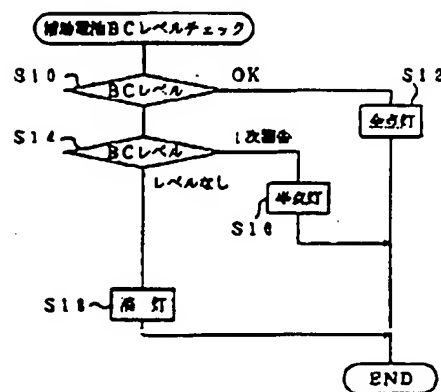 補助電池BCレベルチェック
S10
BCレベル
OK
S12
全点灯
S14
BCレベル
1次警告
レベルなし
半点灯
S16
S18
消灯
END